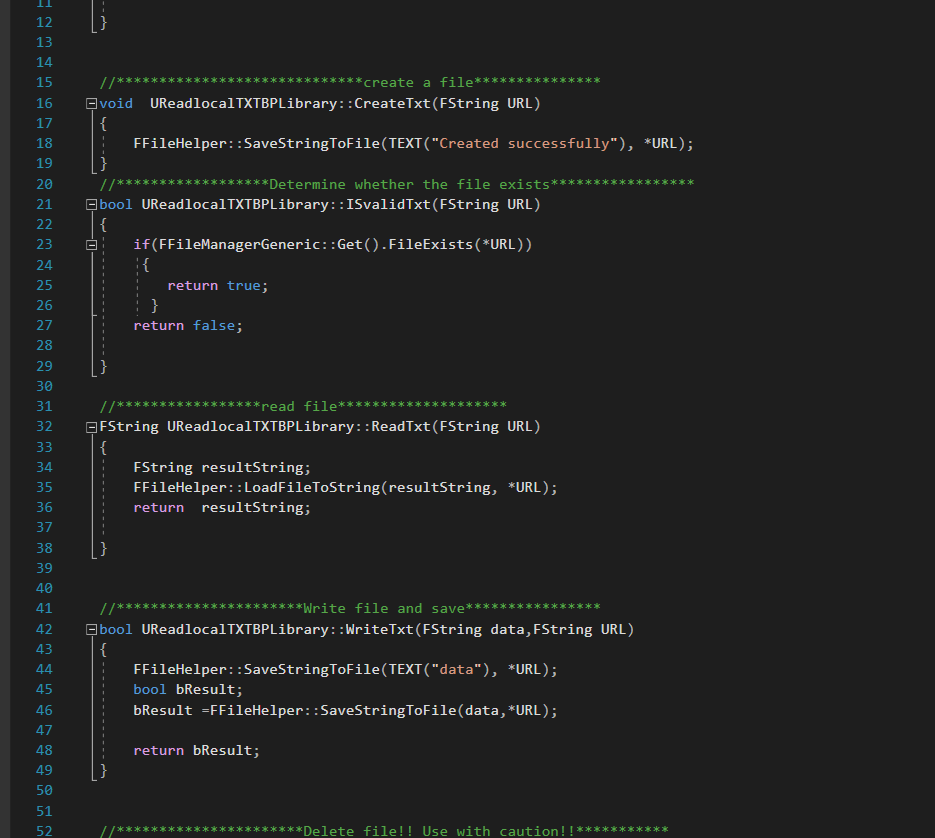 11
12 }
13
14
15 //*****************************create a file***************
16 void  UReadlocalTXTBPLibrary::CreateTxt(FString URL)
17 {
18 FFileHelper::SaveStringToFile(TEXT("Created successfully"), *URL);
19 }
20 //******************Determine whether the file exists*****************
21 bool UReadlocalTXTBPLibrary::ISvalidTxt(FString URL)
22 {
23 if(FFileManagerGeneric::Get().FileExists(*URL))
24 {
25 return true;
26 }
27 return false;
28
29 }
30
31 //*****************read file********************
32 FString UReadlocalTXTBPLibrary::ReadTxt(FString URL)
33 {
34 FString resultString;
35 FFileHelper::LoadFileToString(resultString, *URL);
36 return  resultString;
37
38 }
39
40
41 //**********************Write file and save****************
42 bool UReadlocalTXTBPLibrary::WriteTxt(FString data,FString URL)
43 {
44 FFileHelper::SaveStringToFile(TEXT("data"), *URL);
45 bool bResult;
46 bResult =FFileHelper::SaveStringToFile(data,*URL);
47
48 return bResult;
49 }
50
51
52 //**********************Delete file!! Use with caution!!***********